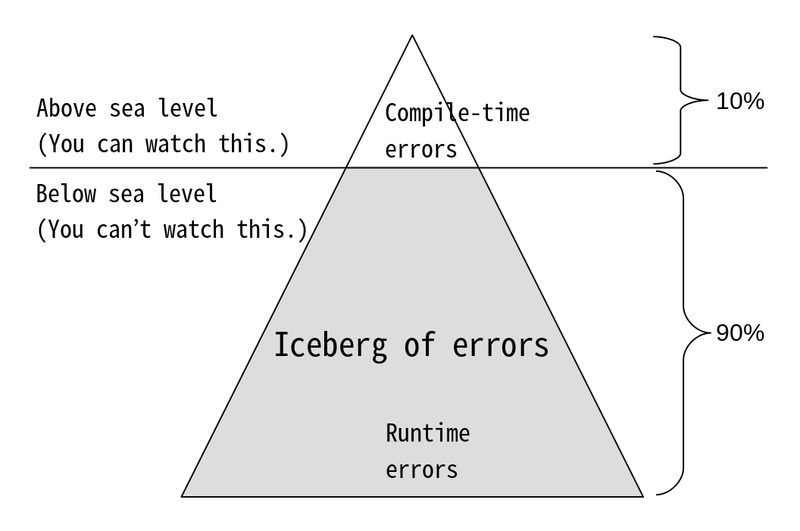 Above sea level
(You can watch this.)
Compile-time
errors
10%
Below sea level
(You can’t watch this.)
Iceberg of errors
90%
Runtime
errors